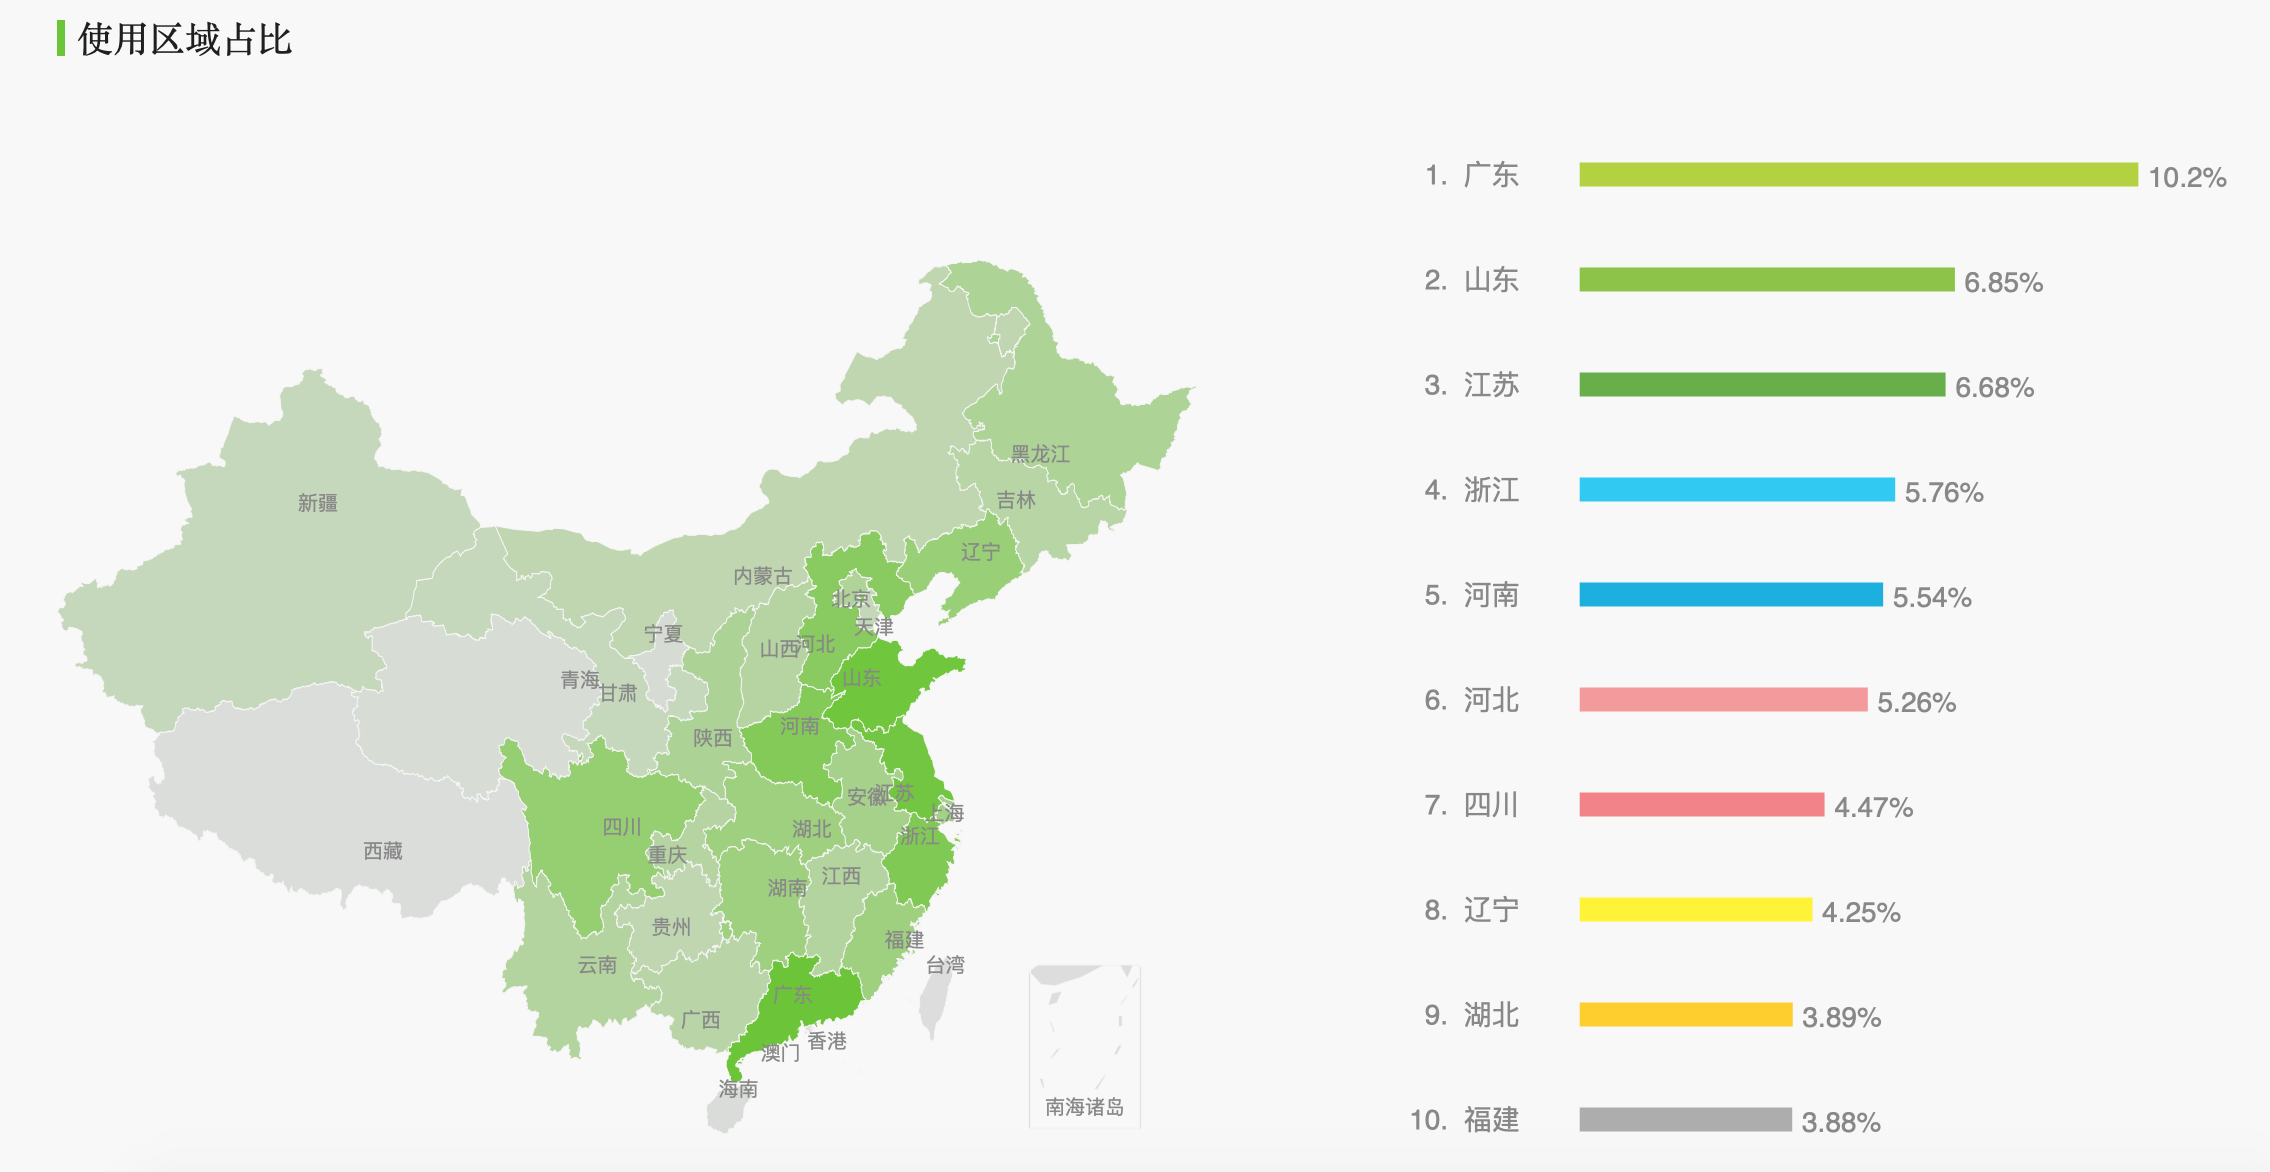 使用区域占比
黑龙江
新疆
吉林
辽宁
内蒙古
北京
天津
宁夏
山西
河北
青海
甘肃
山东
河南
陕西
安徽
江苏
上海
四川
湖北
浙江
西藏
重庆
江西
湖南
贵州
福建
云南
台湾
广东
广西
香港
澳门
海南
南海诸岛
1. 广东 10.2%
2. 山东 6.85%
3. 江苏 6.68%
4. 浙江 5.76%
5. 河南 5.54%
6. 河北 5.26%
7. 四川 4.47%
8. 辽宁 4.25%
9. 湖北 3.89%
10. 福建 3.88%